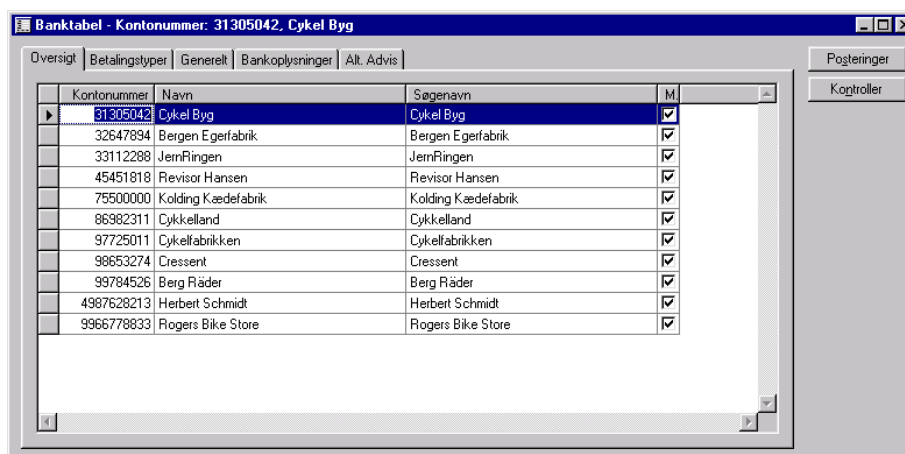 Banktabel - Kontonummer: 31305042, Cykel Byg
Oversigt Betalingstyper Generelt Bankoplysninger Alt. Advis
Posteringer
Kontroller
Kontonummer Navn Søgenavn M.
31305042 Cykel Byg Cykel Byg
32647894 Bergen Egerfabrik Bergen Egerfabrik
33112288 JernRingen JernRingen
45451818 Revisor Hansen Revisor Hansen
75500000 Kolding Kædefabrik Kolding Kædefabrik
86982311 Cykkelland Cykkelland
97725011 Cykelfabrikken Cykelfabrikken
98653274 Cressent Cressent
99784526 Berg Räder Berg Räder
4987628213 Herbert Schmidt Herbert Schmidt
9966778833 Rogers Bike Store Rogers Bike Store